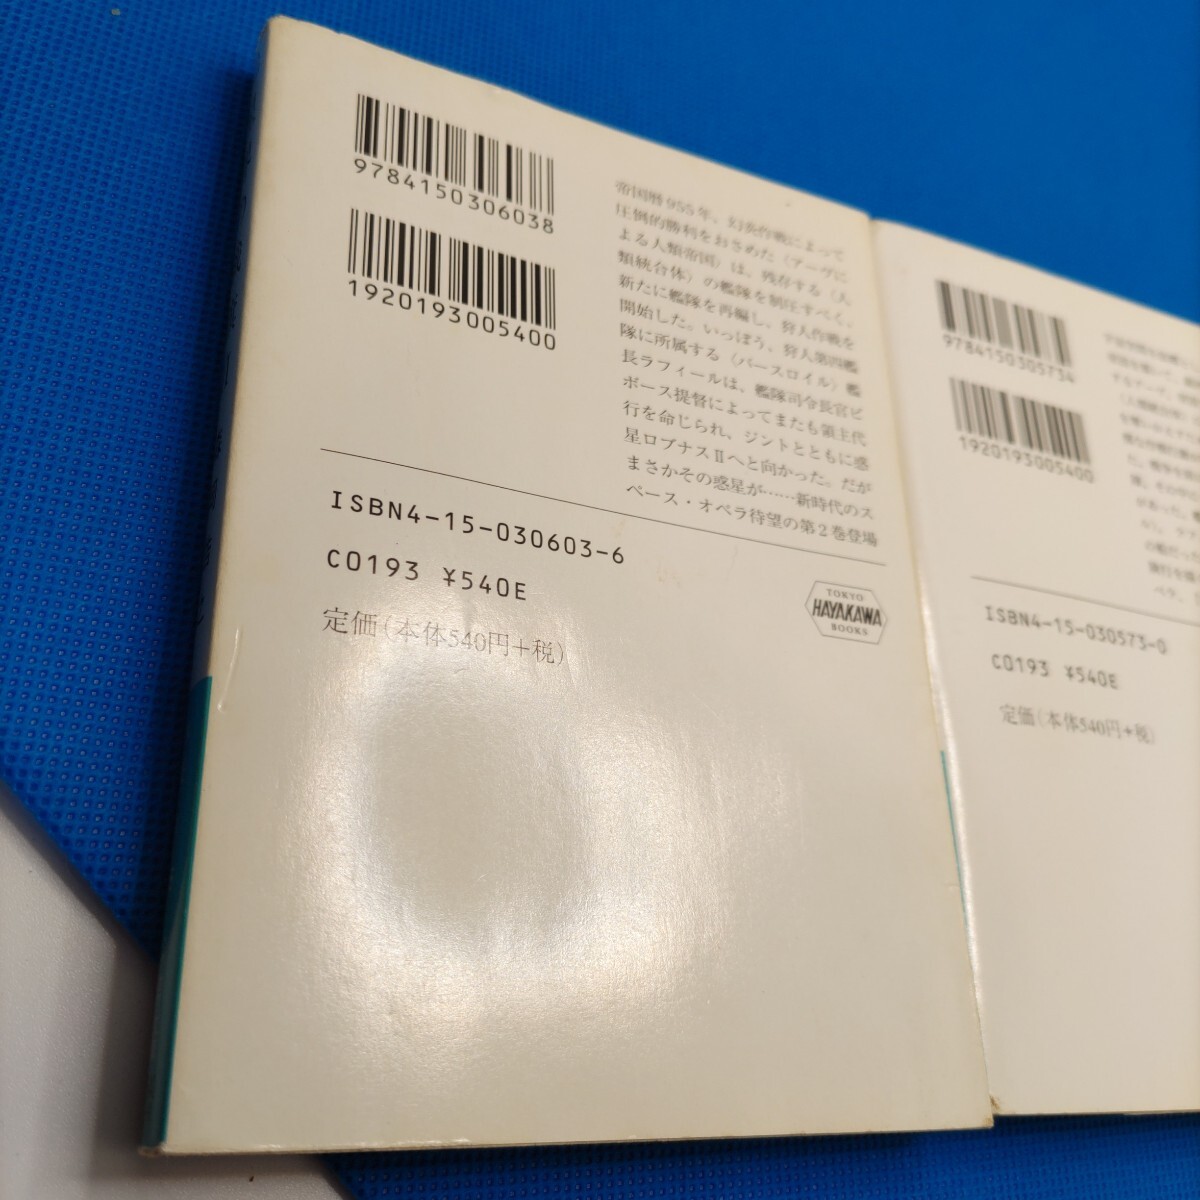 9784150306038
1920193005400
帝国暦955年、幻炎作戦によって
圧倒的勝利をおさめた〈アーヴに
よる人類帝国〉は、残存する〈人
類統合体〉の艦隊を制圧すべく、
新たに艦隊を再編し、狩人作戦を
開始した。いっぽう、狩人第四艦
隊に所属する〈バースロイル〉艦
長ラフィールは、艦隊司令長官ビ
ボース提督によってまたも領主代
行を命じられ、ジントとともに惑
星ロブナスⅡへと向かった。だが
まさかその惑星が……新時代のス
ペース・オペラ待望の第2巻登場
ISBN4-15-030603-6
C0193 ¥540E
定価(本体540円+税)
TOKYO
HAYAKAWA
BOOKS
9784150305734
1920193005400
ISBN4-15-030573-0
C0193 ¥540E
定価(本体540円+税)